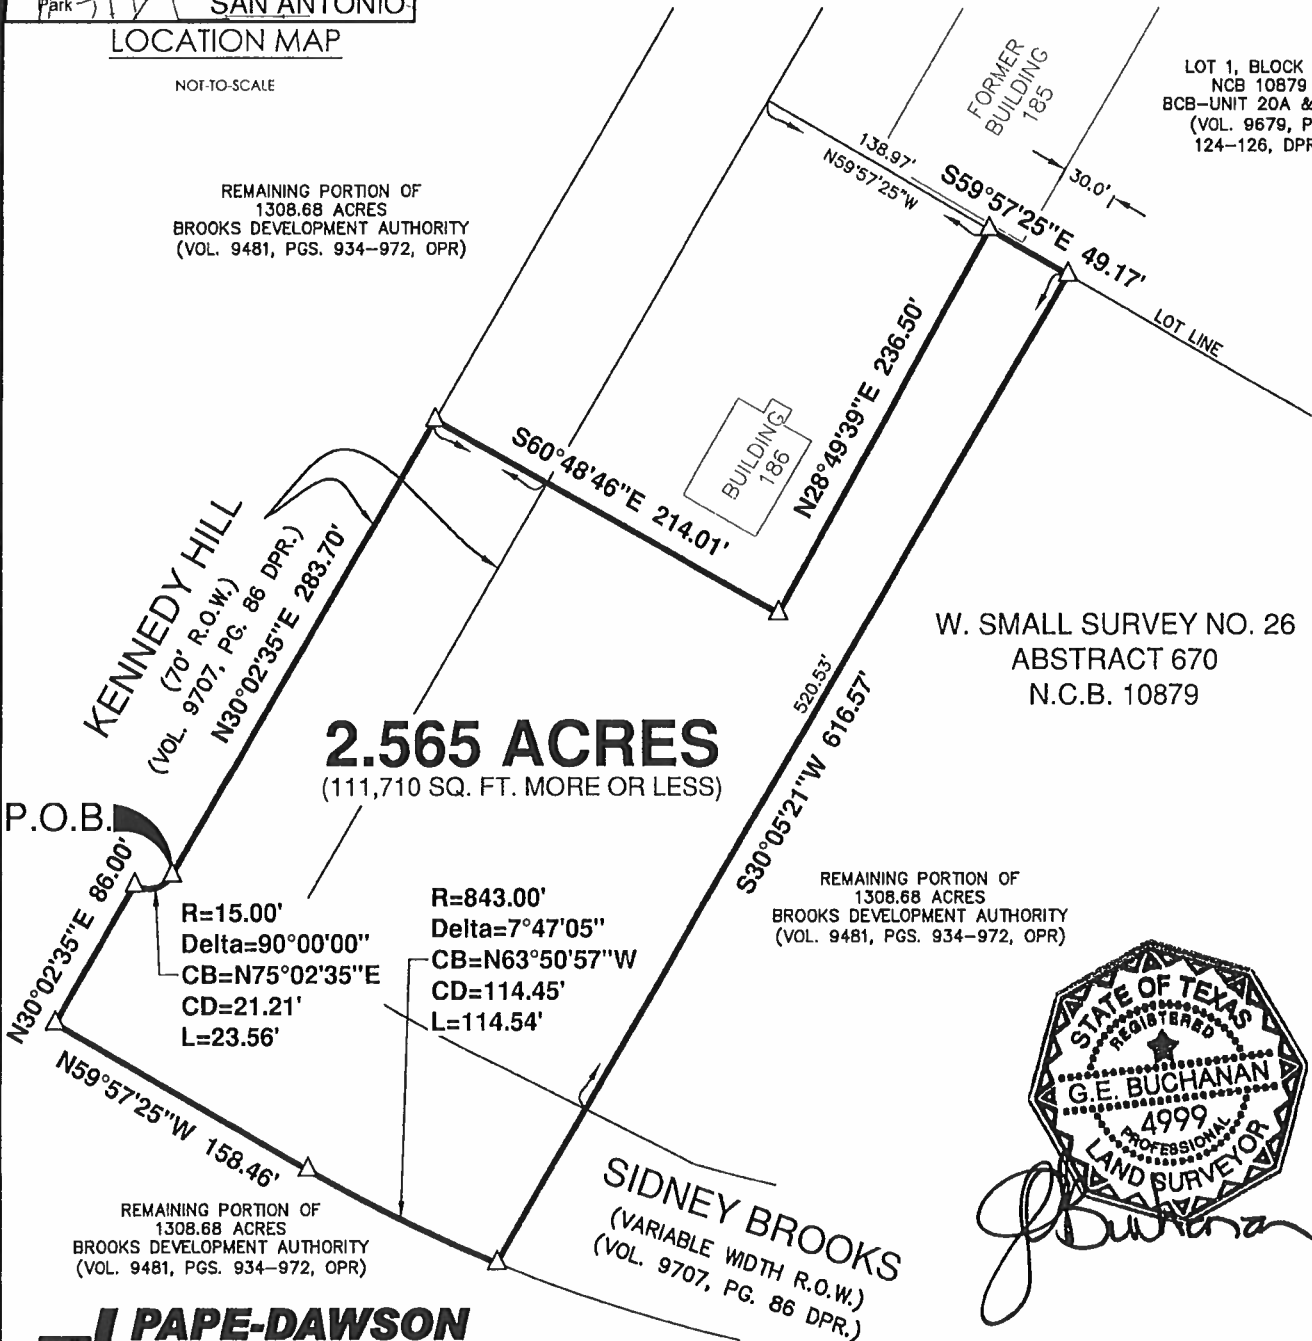 Park
SAN ANTONIO
LOCATION MAP
NOT-TO-SCALE
LOT 1, BLOCK
NCB 10879
BCB-UNIT 20A &
(VOL. 9679, P
124-126, DPR
FORMER
BUILDING
185
138.97'
N59°57'25"W
S59°57'25"E 49.17'
30.0'
LOT LINE
REMAINING PORTION OF
1308.68 ACRES
BROOKS DEVELOPMENT AUTHORITY
(VOL. 9481, PGS. 934-972, OPR)
N28°49'39"E 236.50'
BUILDING
186
S60°48'46"E 214.01'
KENNEDY HILL
(70' R.O.W.)
(VOL. 9707, PG. 86 DPR.)
N30°02'35"E 283.70'
W. SMALL SURVEY NO. 26
ABSTRACT 670
N.C.B. 10879
520.53'
S30°05'21"W 616.57'
2.565 ACRES
(111,710 SQ. FT. MORE OR LESS)
P.O.B.
N30°02'35"E 86.00'
R=15.00'
Delta=90°00'00"
CB=N75°02'35"E
CD=21.21'
L=23.56'
R=843.00'
Delta=7°47'05"
CB=N63°50'57"W
CD=114.45'
L=114.54'
REMAINING PORTION OF
1308.68 ACRES
BROOKS DEVELOPMENT AUTHORITY
(VOL. 9481, PGS. 934-972, OPR)
STATE OF TEXAS
REGISTERED
G.E. BUCHANAN
4999
PROFESSIONAL
LAND SURVEYOR
N59°57'25"W 158.46'
SIDNEY BROOKS
(VARIABLE WIDTH R.O.W.)
(VOL. 9707, PG. 86 DPR.)
REMAINING PORTION OF
1308.68 ACRES
BROOKS DEVELOPMENT AUTHORITY
(VOL. 9481, PGS. 934-972, OPR)
PAPE-DAWSON